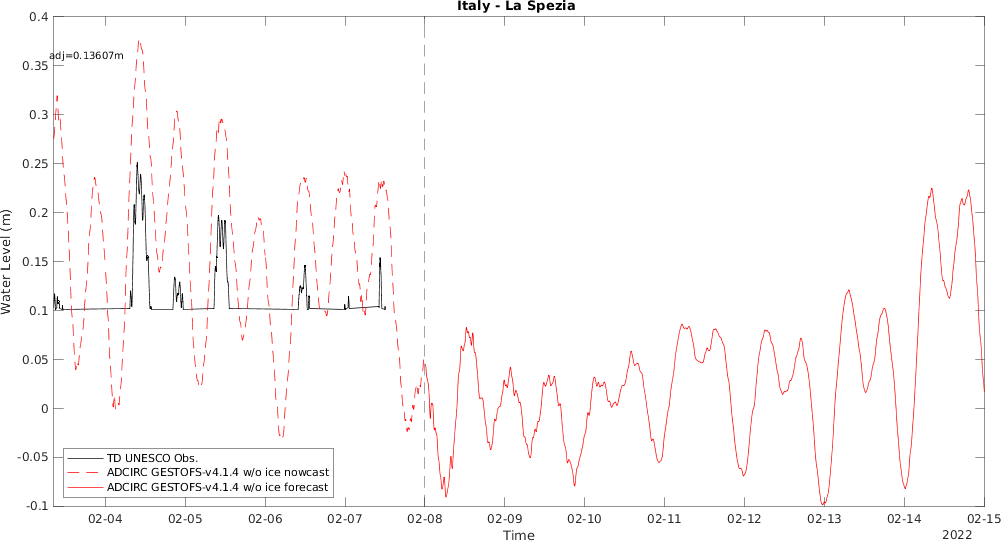 Italy - La Spezia
0.4
adj=0.13607m
0.35
0.3
0.25
0.2
0.15
0.1
0.05
0
-0.05
-0.1
Water Level (m)
TD UNESCO Obs.
ADCIRC GESTOFS-v4.1.4 w/o ice nowcast
ADCIRC GESTOFS-v4.1.4 w/o ice forecast
02-04 02-05 02-06 02-07 02-08 02-09 02-10 02-11 02-12 02-13 02-14 02-15
Time
2022